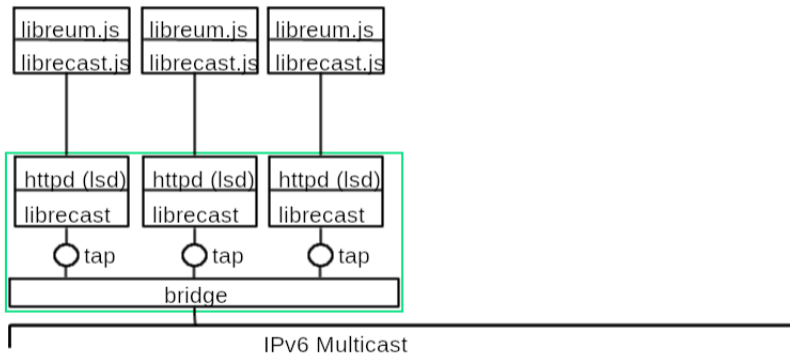 libreum.js libreum.js libreum.js
librecast.js librecast.js librecast.js
httpd (lsd) httpd (lsd) httpd (lsd)
librecast librecast librecast
tap tap tap
bridge
IPv6 Multicast